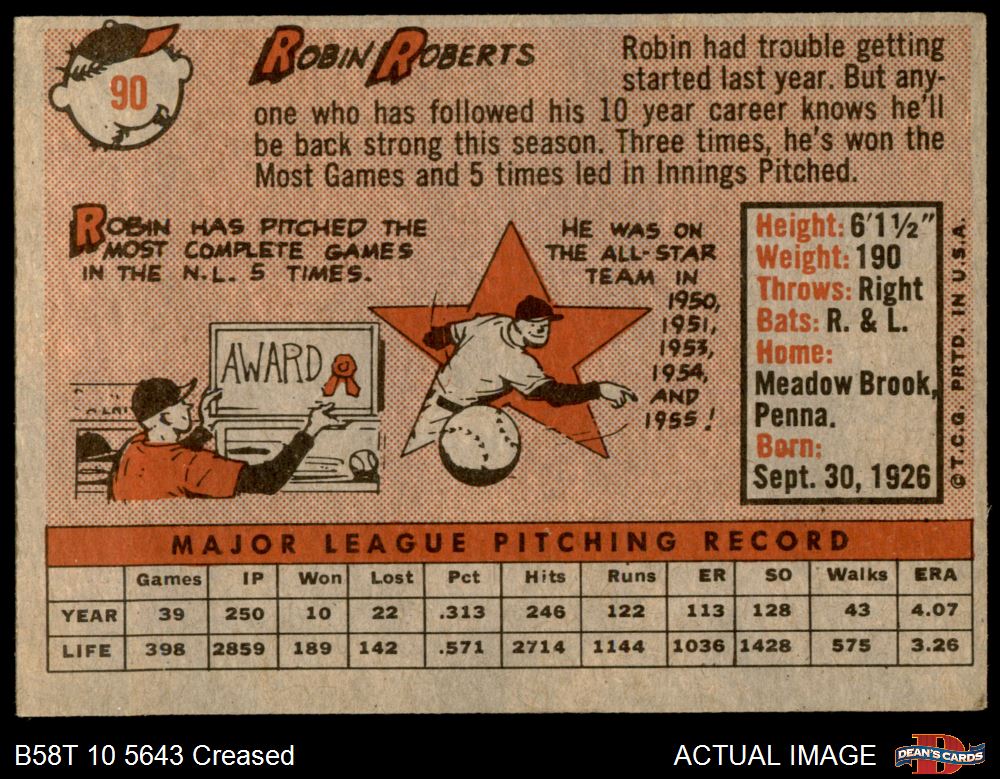 90
ROBIN ROBERTS
Robin had trouble getting
started last year. But any-
one who has followed his 10 year career knows he'll
be back strong this season. Three times, he's won the
Most Games and 5 times led in Innings Pitched.
ROBIN HAS PITCHED THE
MOST COMPLETE GAMES
IN THE N.L. 5 TIMES.
AWARD
HE WAS ON
THE ALL-STAR
TEAM IN
1950,
1951,
1953,
1954,
AND
1955!
Height: 6'1½"
Weight: 190
Throws: Right
Bats: R. & L.
Home:
Meadow Brook,
Penna.
Born:
Sept. 30, 1926
© T.C.G. PRTD. IN U.S.A.
MAJOR LEAGUE PITCHING RECORD
Games IP Won Lost Pct Hits Runs ER SO Walks ERA
YEAR 39 250 10 22 .313 246 122 113 128 43 4.07
LIFE 398 2859 189 142 .571 2714 1144 1036 1428 575 3.26
B58T 10 5643 Creased
ACTUAL IMAGE
DEAN'S CARDS